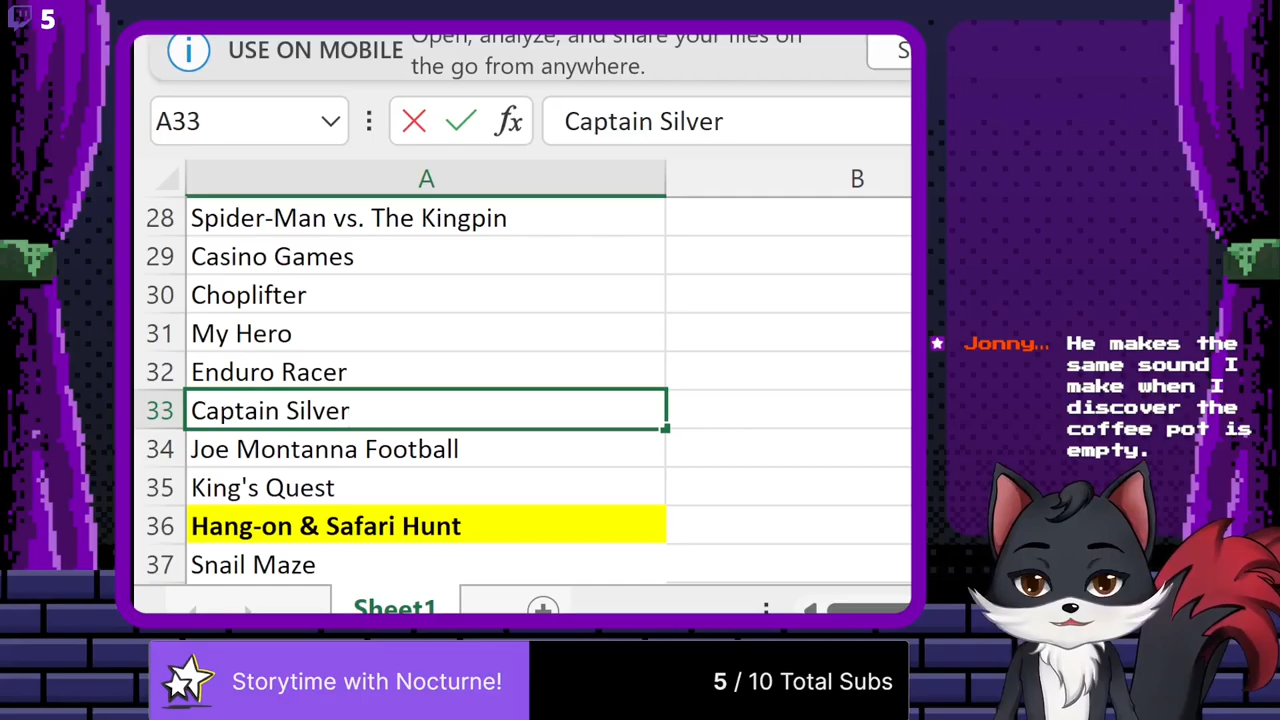 5
USE ON MOBILE
Open, analyze, and share your files on
the go from anywhere.
S
A33
fx
Captain Silver
A
B
28 Spider-Man vs. The Kingpin
29 Casino Games
30 Choplifter
31 My Hero
32 Enduro Racer
33 Captain Silver
34 Joe Montanna Football
35 King's Quest
36 Hang-on & Safari Hunt
37 Snail Maze
Sheet1
Jonny... He makes the
same sound I
make when I
discover the
coffee pot is
empty.
Storytime with Nocturne!
5 / 10 Total Subs